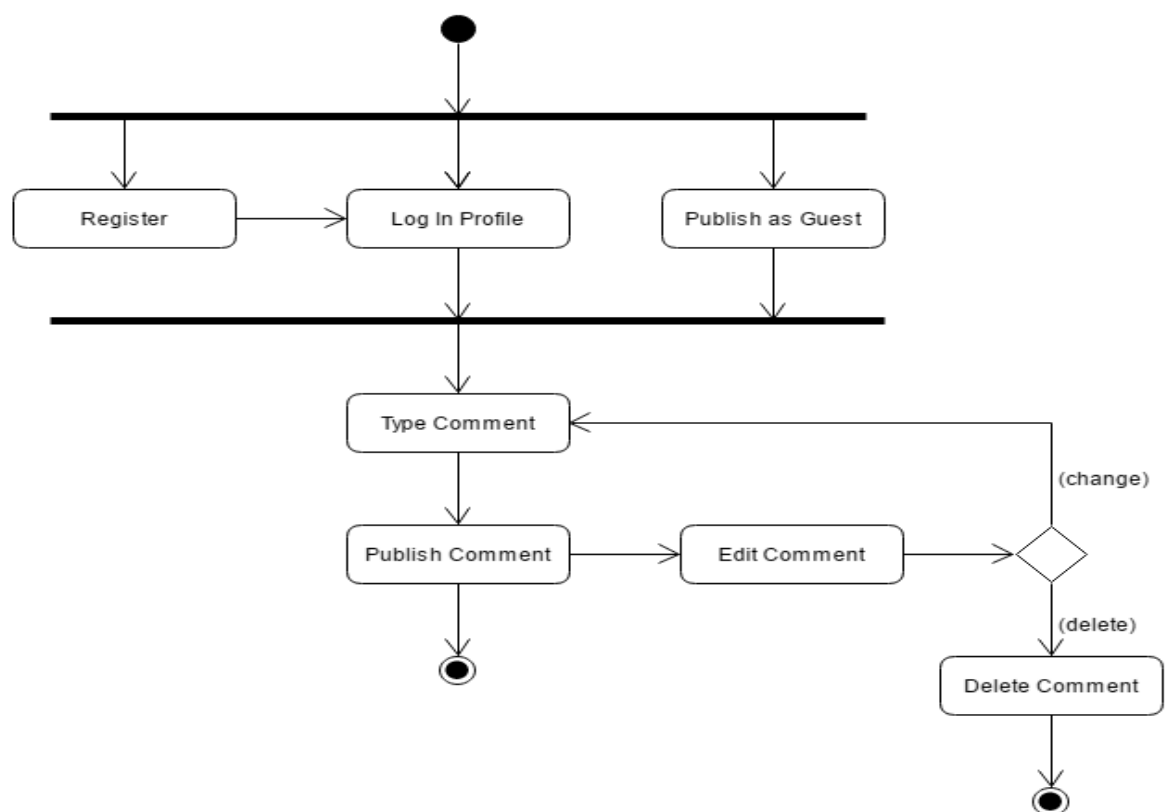 Register
Log In Profile
Publish as Guest
Type Comment
(change)
Publish Comment
Edit Comment
(delete)
Delete Comment